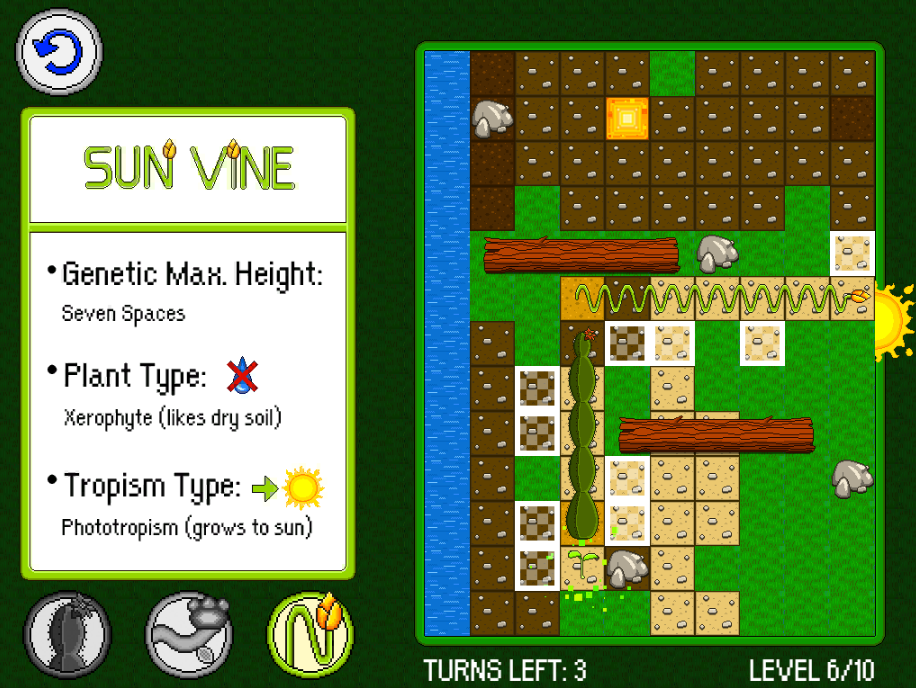 SUN VINE
• Genetic Max. Height:
Seven Spaces
• Plant Type:
Xerophyte (likes dry soil)
• Tropism Type:
Phototropism (grows to sun)
TURNS LEFT: 3
LEVEL 6/10